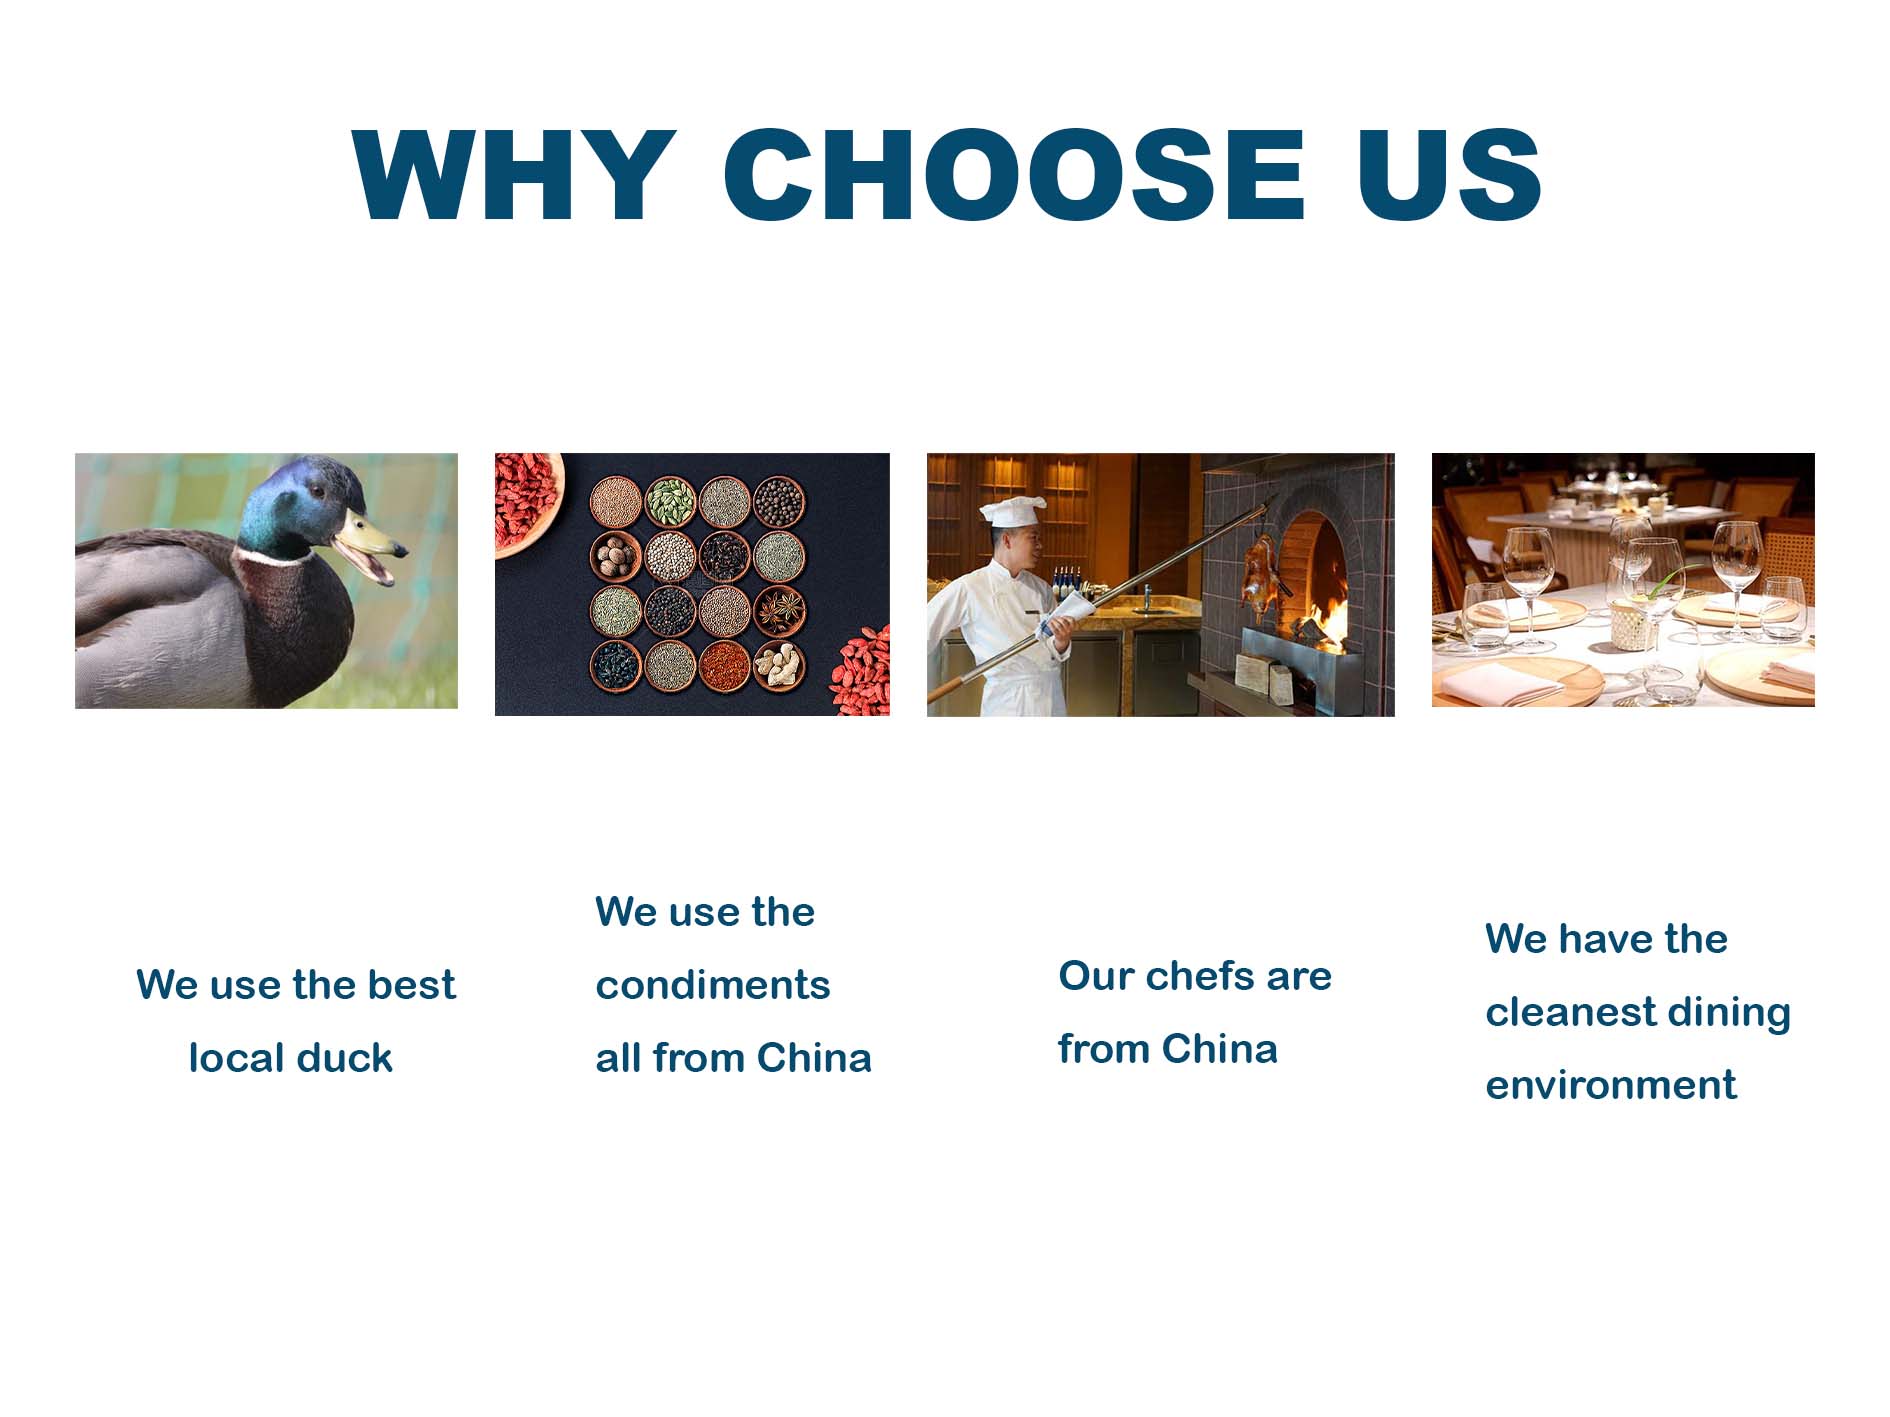 WHY CHOOSE US
We use the best
local duck
We use the
condiments
all from China
Our chefs are
from China
We have the
cleanest dining
environment